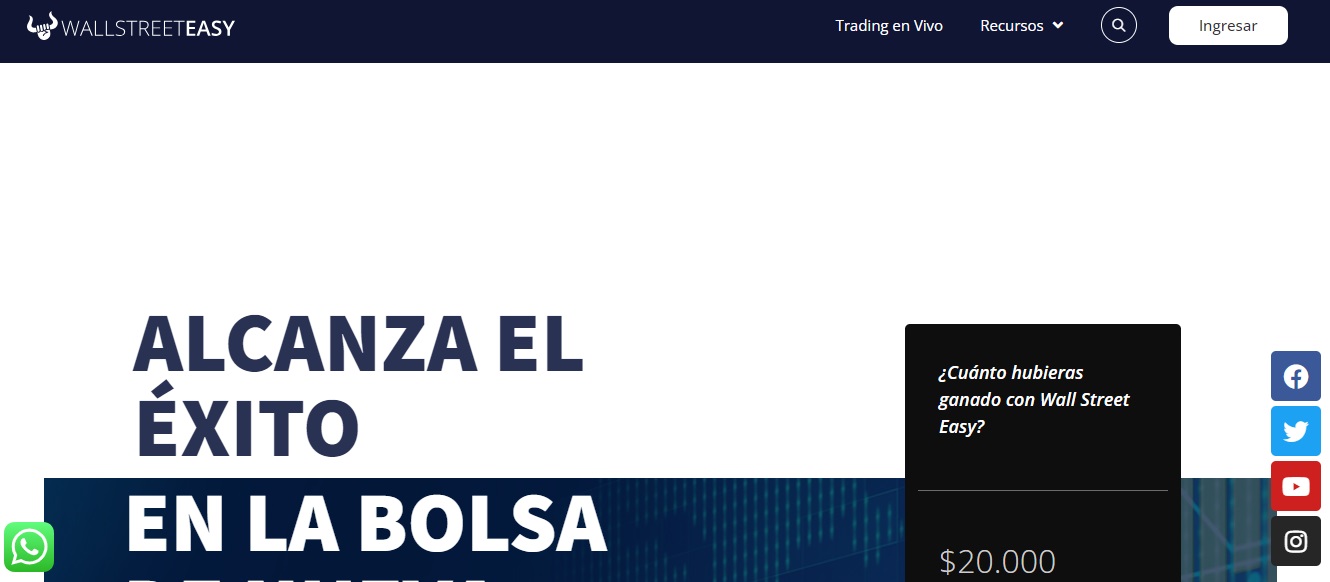 WALLSTREETEASY
Trading en Vivo
Recursos
Ingresar
ALCANZA EL
ÉXITO
EN LA BOLSA
¿Cuánto hubieras
ganado con Wall Street
Easy?
$20.000